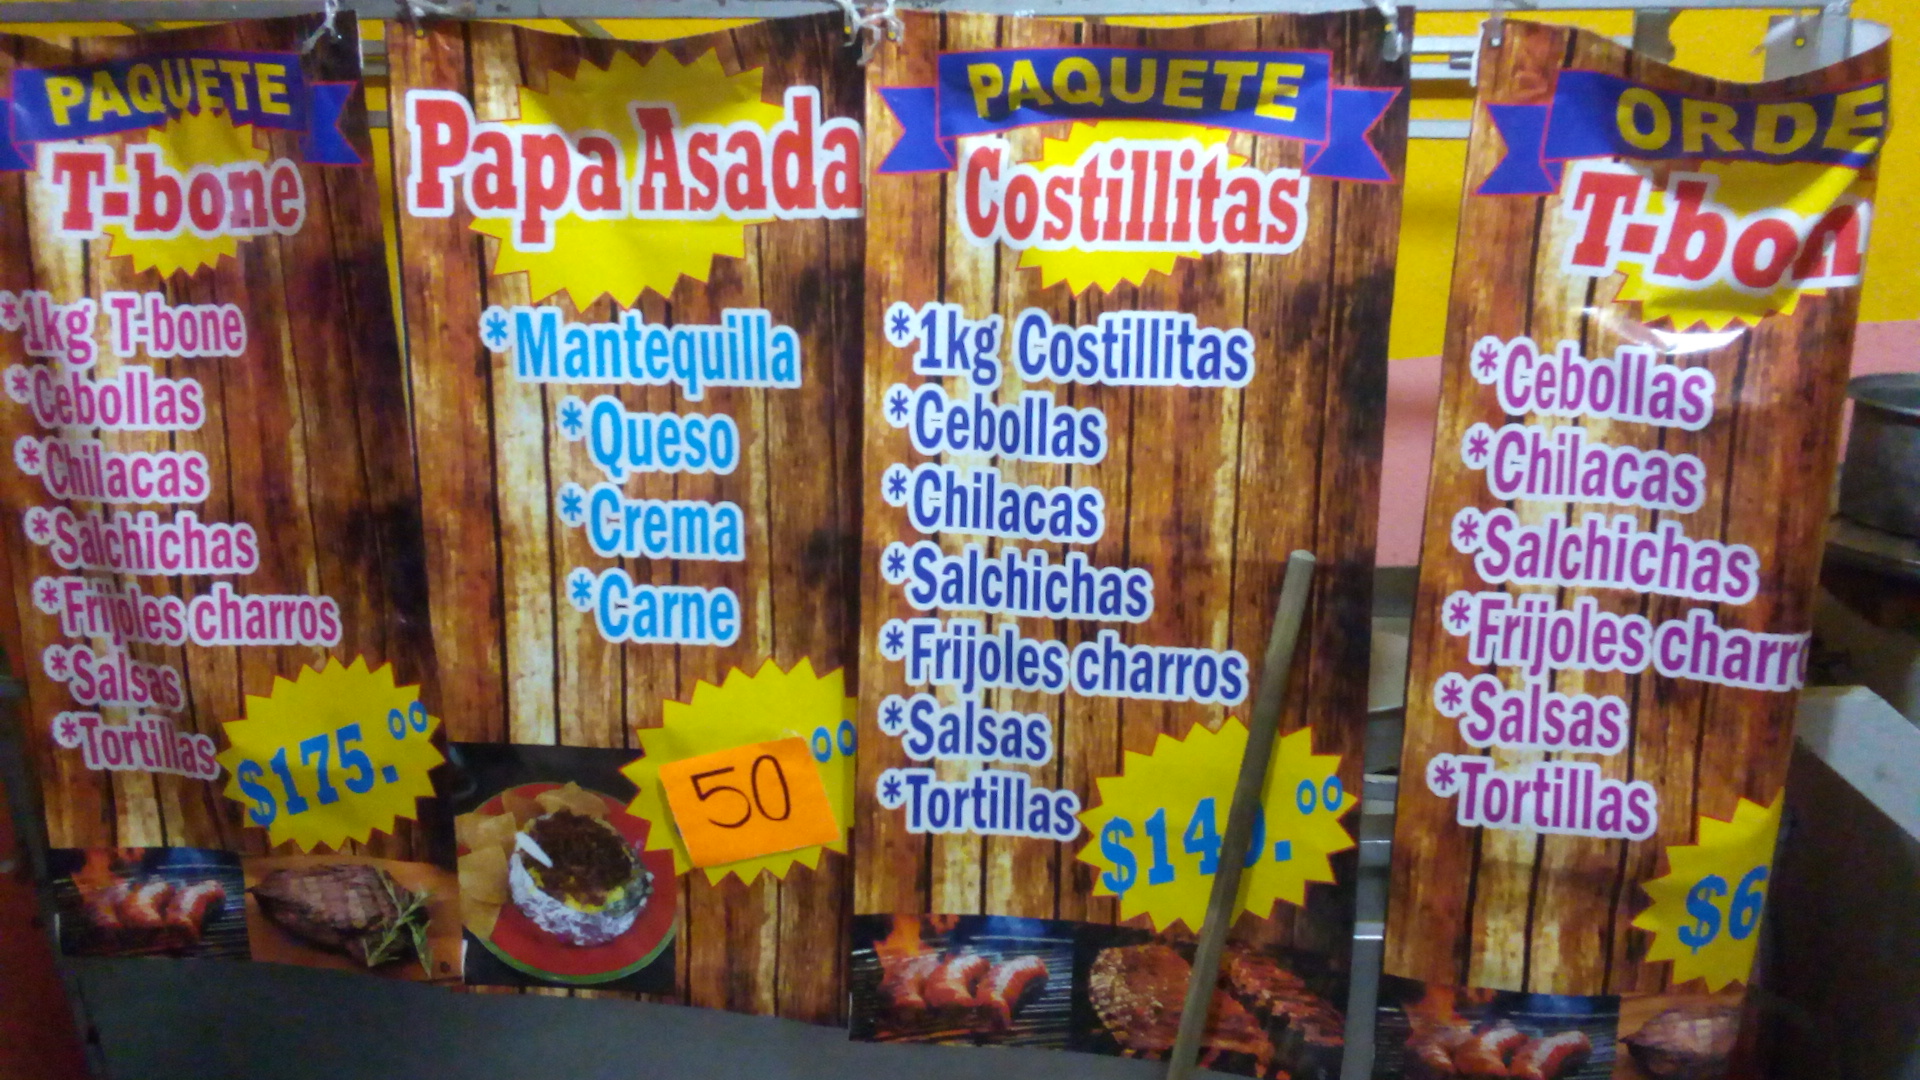 PAQUETE
T-bone
*1kg T-bone
*Cebollas
*Chilacas
*Salchichas
*Frijoles charros
*Salsas
*Tortillas
$175.00
Papa Asada
*Mantequilla
*Queso
*Crema
*Carne
50
00
PAQUETE
Costillitas
*1kg Costillitas
*Cebollas
*Chilacas
*Salchichas
*Frijoles charros
*Salsas
*Tortillas
T-bon
*Cebollas
*Chilacas
*Salchichas
*Frijoles
*Salsas
*Tortillas